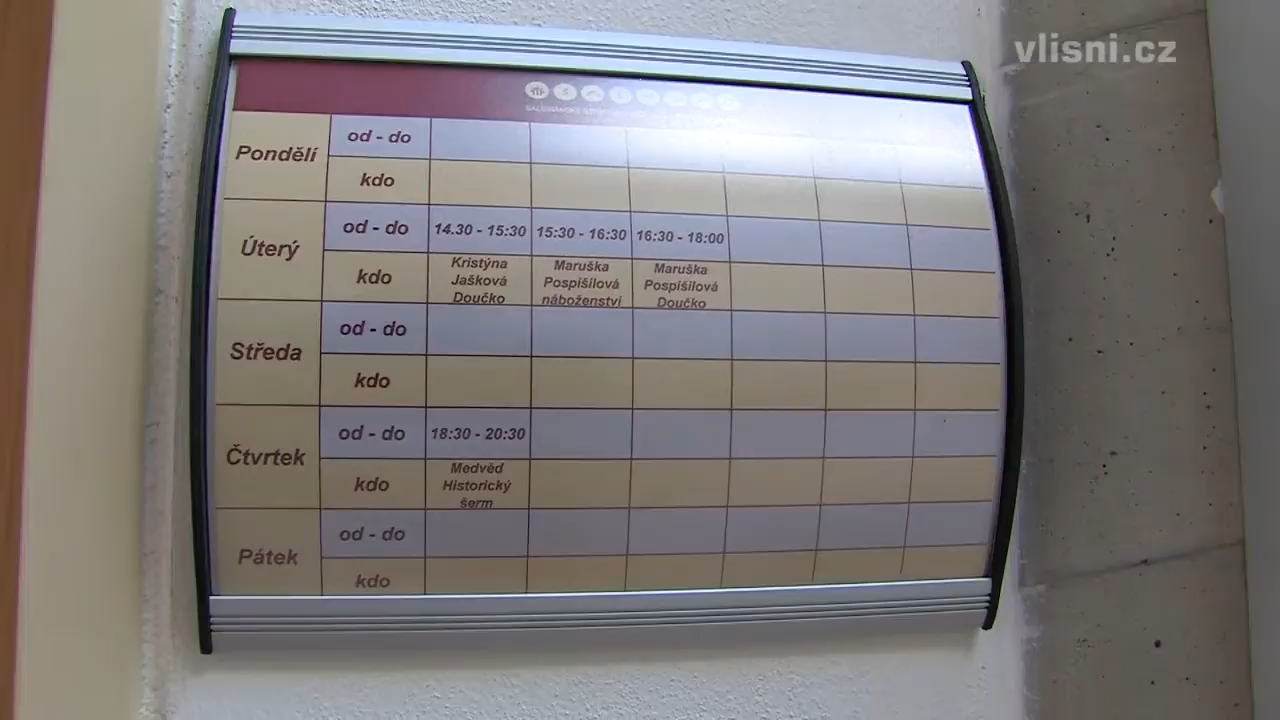 vlisni.cz
Pondělí
od - do
kdo
Úterý
od - do
14.30 - 15:30
15:30 - 16:30
16:30 - 18:00
kdo
Kristýna
Jašková
Doučko
Maruška
Pospíšilová
náboženství
Maruška
Pospíšilová
Doučko
Středa
od - do
kdo
Čtvrtek
od - do
18:30 - 20:30
kdo
Medvěd
Historický
šerm
Pátek
od - do
kdo